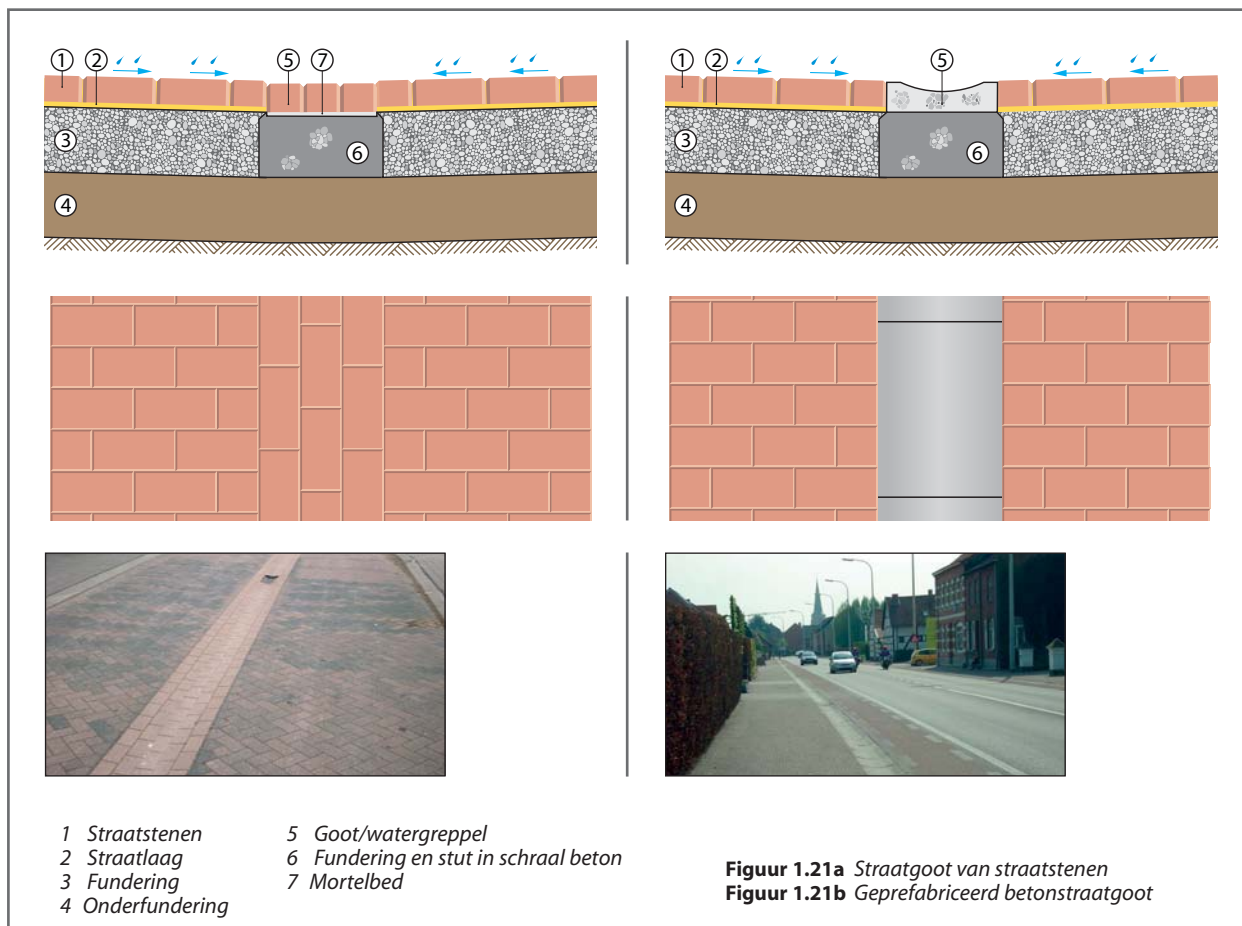 1 2 5 7
3
6
4
1 2 5
3
6
4
1 Straatstenen
2 Straatlaag
3 Fundering
4 Onderfundering
5 Goot/watergreppel
6 Fundering en stut in schraal beton
7 Mortelbed
Figuur 1.21a Straatgoot van straatstenen
Figuur 1.21b Geprefabriceerd betonstraatgoot